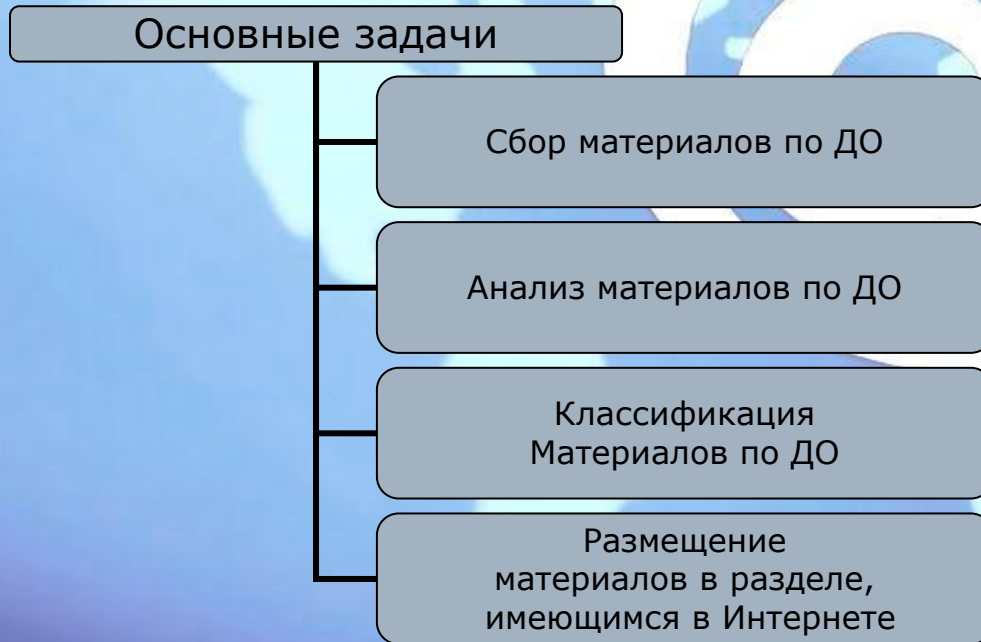 Основные задачи
Сбор материалов по ДО
Анализ материалов по ДО
Классификация
Материалов по ДО
Размещение
материалов в разделе,
имеющимся в Интернете